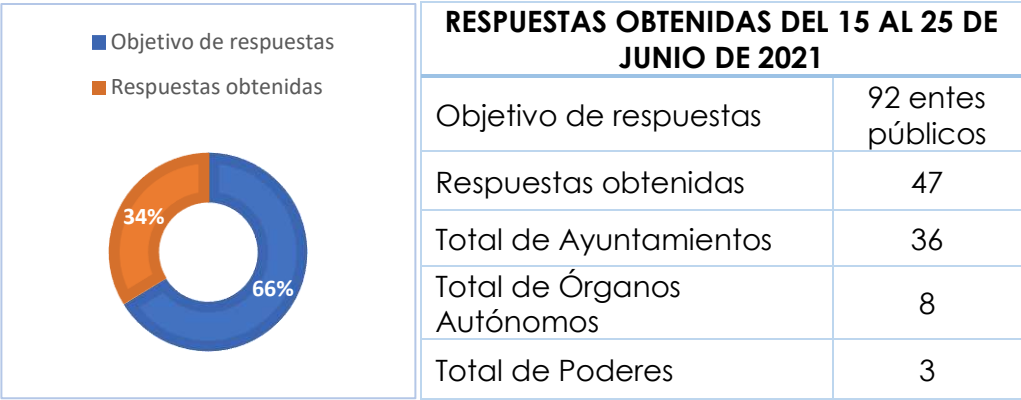 Objetivo de respuestas
Respuestas obtenidas
34%
66%
RESPUESTAS OBTENIDAS DEL 15 AL 25 DE
JUNIO DE 2021
Objetivo de respuestas
92 entes
públicos
Respuestas obtenidas
47
Total de Ayuntamientos
36
Total de Órganos
Autónomos
8
Total de Poderes
3